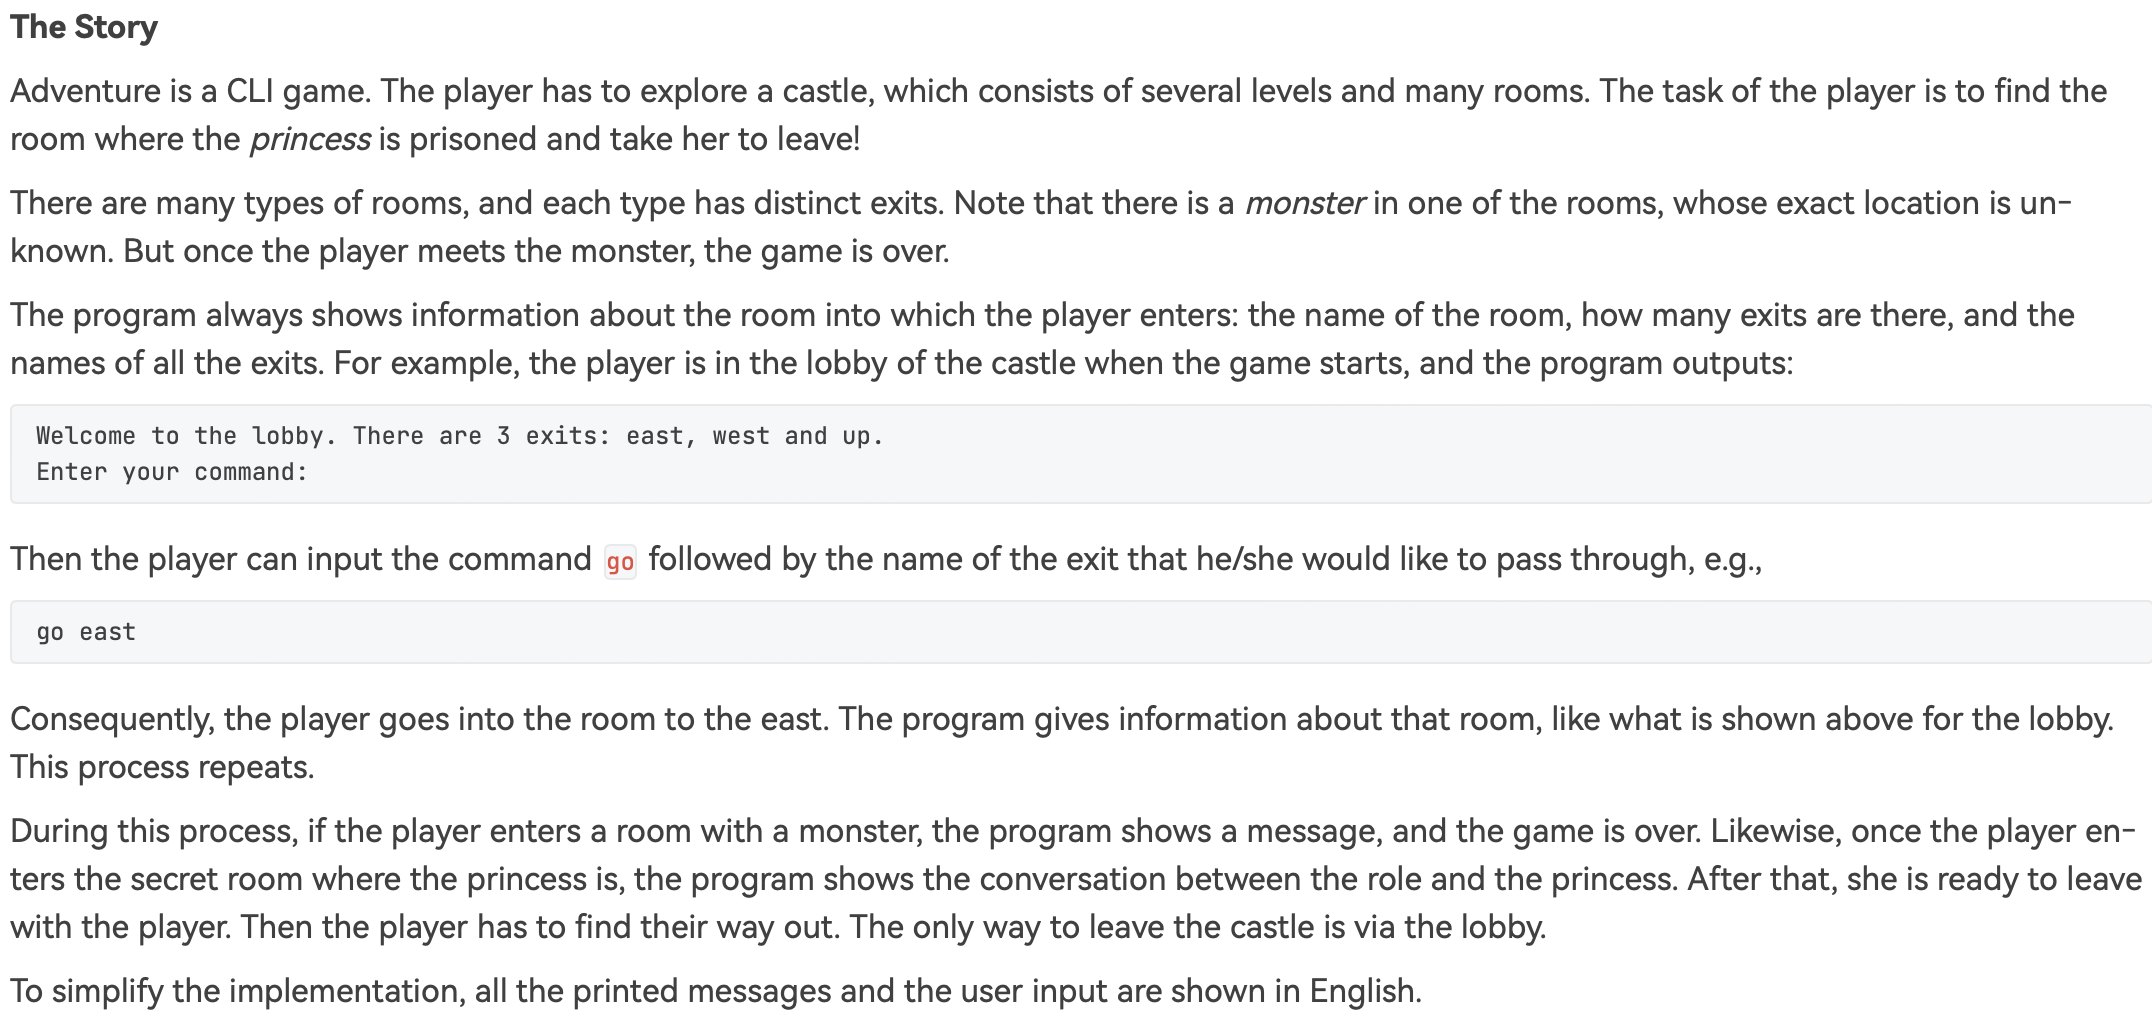 The Story
Adventure is a CLI game. The player has to explore a castle, which consists of several levels and many rooms. The task of the player is to find the
room where the princess is prisoned and take her to leave!
There are many types of rooms, and each type has distinct exits. Note that there is a monster in one of the rooms, whose exact location is un-
known. But once the player meets the monster, the game is over.
The program always shows information about the room into which the player enters: the name of the room, how many exits are there, and the
names of all the exits. For example, the player is in the lobby of the castle when the game starts, and the program outputs:
Welcome to the lobby. There are 3 exits: east, west and up.
Enter your command:
Then the player can input the command go followed by the name of the exit that he/she would like to pass through, e.g.,
go east
Consequently, the player goes into the room to the east. The program gives information about that room, like what is shown above for the lobby.
This process repeats.
During this process, if the player enters a room with a monster, the program shows a message, and the game is over. Likewise, once the player en-
ters the secret room where the princess is, the program shows the conversation between the role and the princess. After that, she is ready to leave
with the player. Then the player has to find their way out. The only way to leave the castle is via the lobby.
To simplify the implementation, all the printed messages and the user input are shown in English.